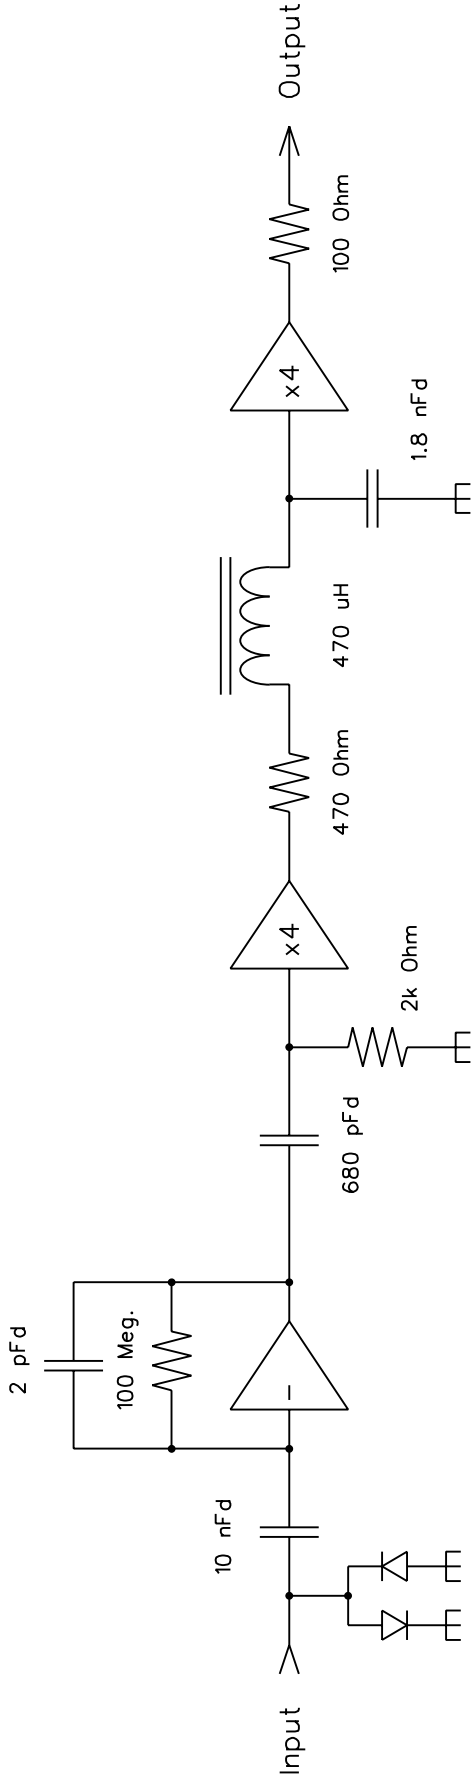 Input
10 nFd
2 pFd
100 Meg.
–
680 pFd
2k Ohm
x4
470 Ohm
470 uH
1.8 nFd
x4
100 Ohm
Output